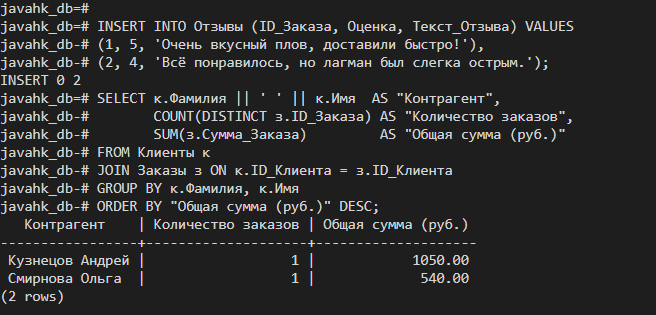 javahk_db=#
javahk_db=# INSERT INTO Отзывы (ID_Заказа, Оценка, Текст_Отзыва) VALUES
javahk_db-# (1, 5, 'Очень вкусный плов, доставили быстро!'),
javahk_db-# (2, 4, 'Всё понравилось, но лагман был слегка острым.');
INSERT 0 2
javahk_db=# SELECT к.Фамилия || ' ' || к.Имя  AS "Контрагент",
javahk_db-#        COUNT(DISTINCT з.ID_Заказа) AS "Количество заказов",
javahk_db-#        SUM(з.Сумма_Заказа)         AS "Общая сумма (руб.)"
javahk_db-# FROM Клиенты к
javahk_db-# JOIN Заказы з ON к.ID_Клиента = з.ID_Клиента
javahk_db-# GROUP BY к.Фамилия, к.Имя
javahk_db-# ORDER BY "Общая сумма (руб.)" DESC;
   Контрагент    | Количество заказов | Общая сумма (руб.)
-----------------+--------------------+--------------------
 Кузнецов Андрей |                  1 |            1050.00
 Смирнова Ольга  |                  1 |             540.00
(2 rows)